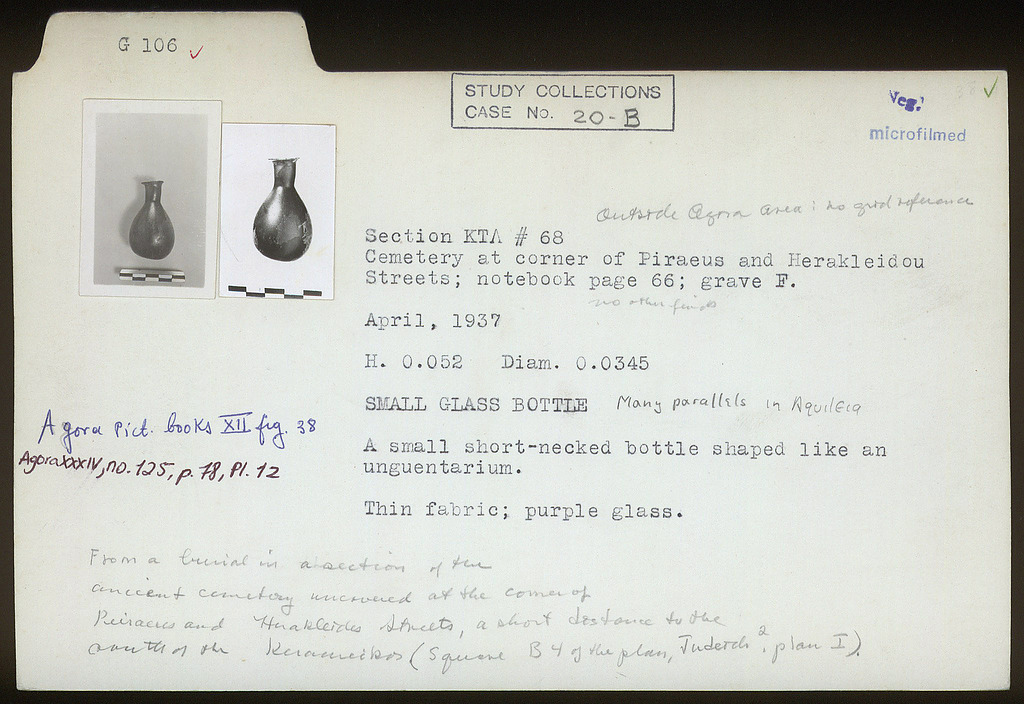 G 106 ✓
STUDY COLLECTIONS
CASE No. 20-B
Neg.
microfilmed
outside Agora area: no grid reference
Section ΚΤΛ # 68
Cemetery at corner of Piraeus and Herakleidou
Streets; notebook page 66; grave F.
no other finds
April, 1937
H. 0.052 Diam. 0.0345
SMALL GLASS BOTTLE Many parallels in Aquileia
Agora Pict. books XII fig. 38
AgoraXXXIV, no. 125, p. 78, Pl. 12
A small short-necked bottle shaped like an
unguentarium.
Thin fabric; purple glass.
From a burial in a section of the
ancient cemetery uncovered at the corner of
Peiraeus and Herakleides Streets, a short distance to the
south of the Kerameikos (Square B 4 of the plan, Judeich², plan I).